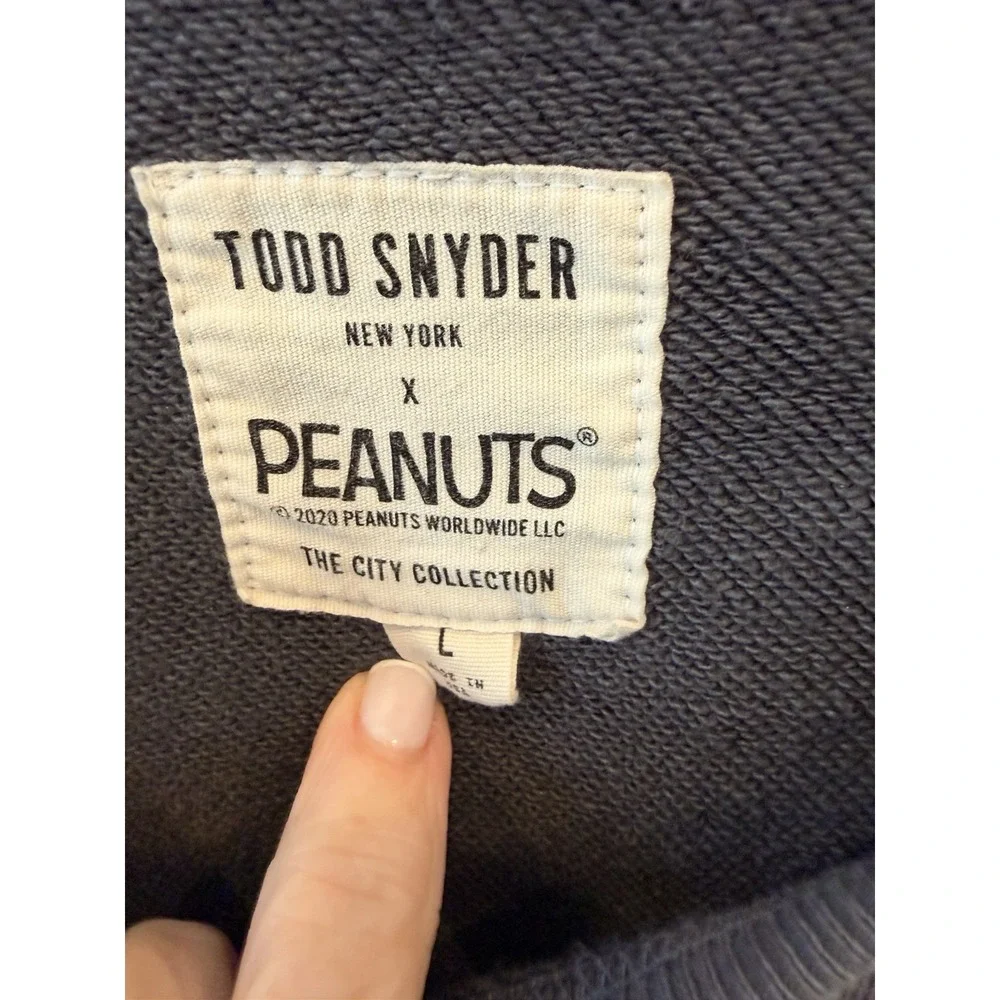 TODD SNYDER
NEW YORK
X
PEANUTS®
© 2020 PEANUTS WORLDWIDE LLC
THE CITY COLLECTION
L